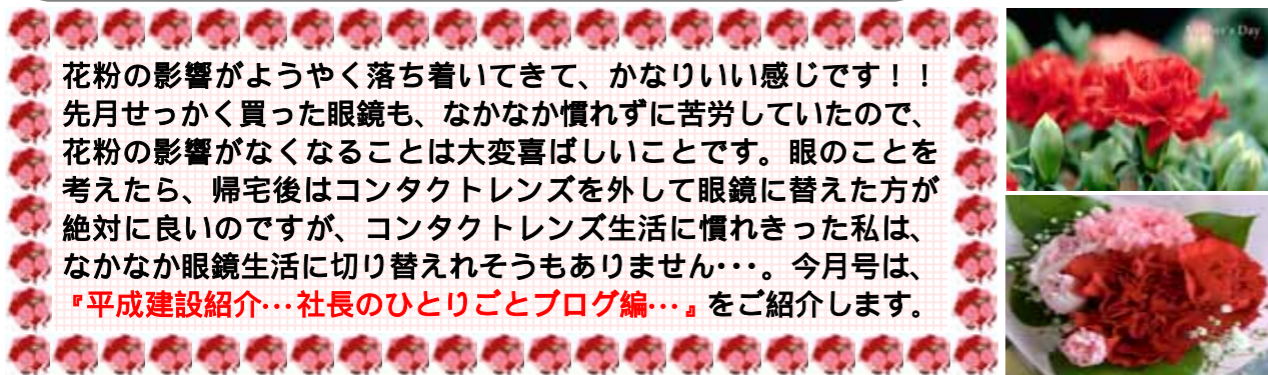 花粉の影響がようやく落ち着いてきて、かなりいい感じです！！
先月せっかく買った眼鏡も、なかなか慣れずに苦労していたので、
花粉の影響がなくなることは大変喜ばしいことです。眼のことを
考えたら、帰宅後はコンタクトレンズを外して眼鏡に替えた方が
絶対に良いのですが、コンタクトレンズ生活に慣れきった私は、
なかなか眼鏡生活に切り替えれそうもありません･･･。今月号は、
『平成建設紹介…社長のひとりごとブログ編…』をご紹介します。
Day